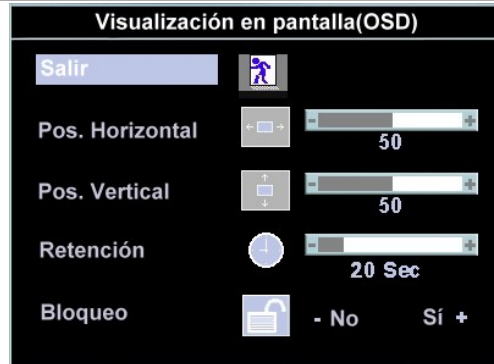 Visualización en pantalla(OSD)
Salir
Pos. Horizontal - +
50
Pos. Vertical - +
50
Retención - +
20 Sec
Bloqueo - No Sí +